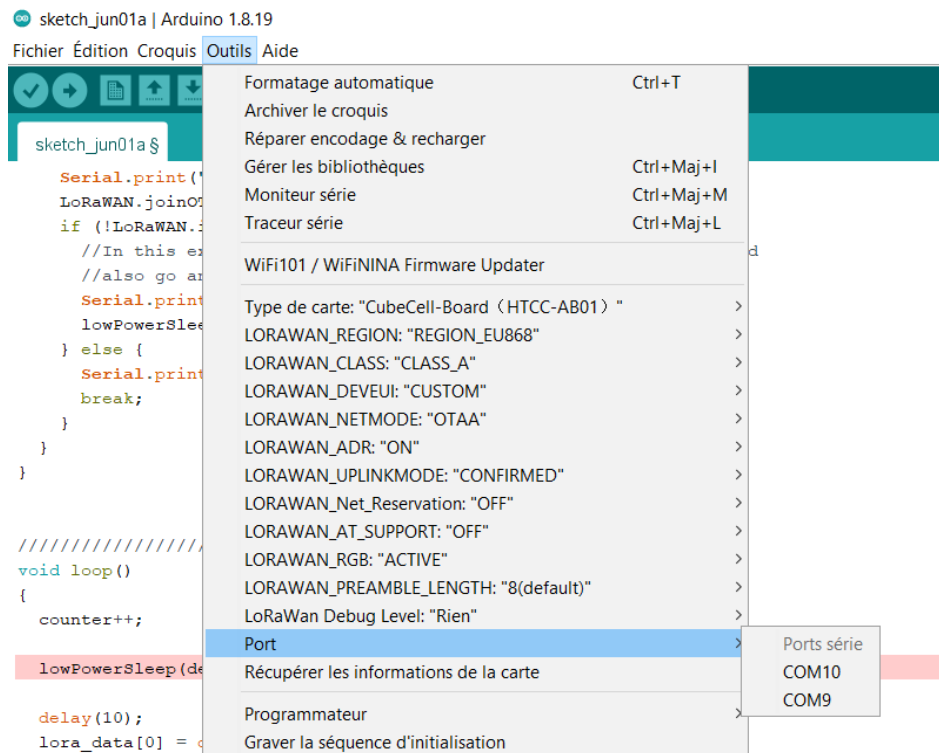 sketch_jun01a | Arduino 1.8.19
Fichier Édition Croquis Outils Aide
sketch_jun01a §
Serial.print("
LoRaWAN.joinOT
if (!LoRaWAN.i
//In this ex
d
//also go an
Serial.print
lowPowerSlee
} else {
Serial.print
break;
}
}
}
//////////////////
void loop()
{
counter++;
lowPowerSleep(de
delay(10);
lora_data[0] =
Formatage automatique Ctrl+T
Archiver le croquis
Réparer encodage & recharger
Gérer les bibliothèques Ctrl+Maj+I
Moniteur série Ctrl+Maj+M
Traceur série Ctrl+Maj+L
WiFi101 / WiFiNINA Firmware Updater
Type de carte: "CubeCell-Board（HTCC-AB01）"
LORAWAN_REGION: "REGION_EU868"
LORAWAN_CLASS: "CLASS_A"
LORAWAN_DEVEUI: "CUSTOM"
LORAWAN_NETMODE: "OTAA"
LORAWAN_ADR: "ON"
LORAWAN_UPLINKMODE: "CONFIRMED"
LORAWAN_Net_Reservation: "OFF"
LORAWAN_AT_SUPPORT: "OFF"
LORAWAN_RGB: "ACTIVE"
LORAWAN_PREAMBLE_LENGTH: "8(default)"
LoRaWan Debug Level: "Rien"
Port
Récupérer les informations de la carte
Programmateur
Graver la séquence d'initialisation
Ports série
COM10
COM9